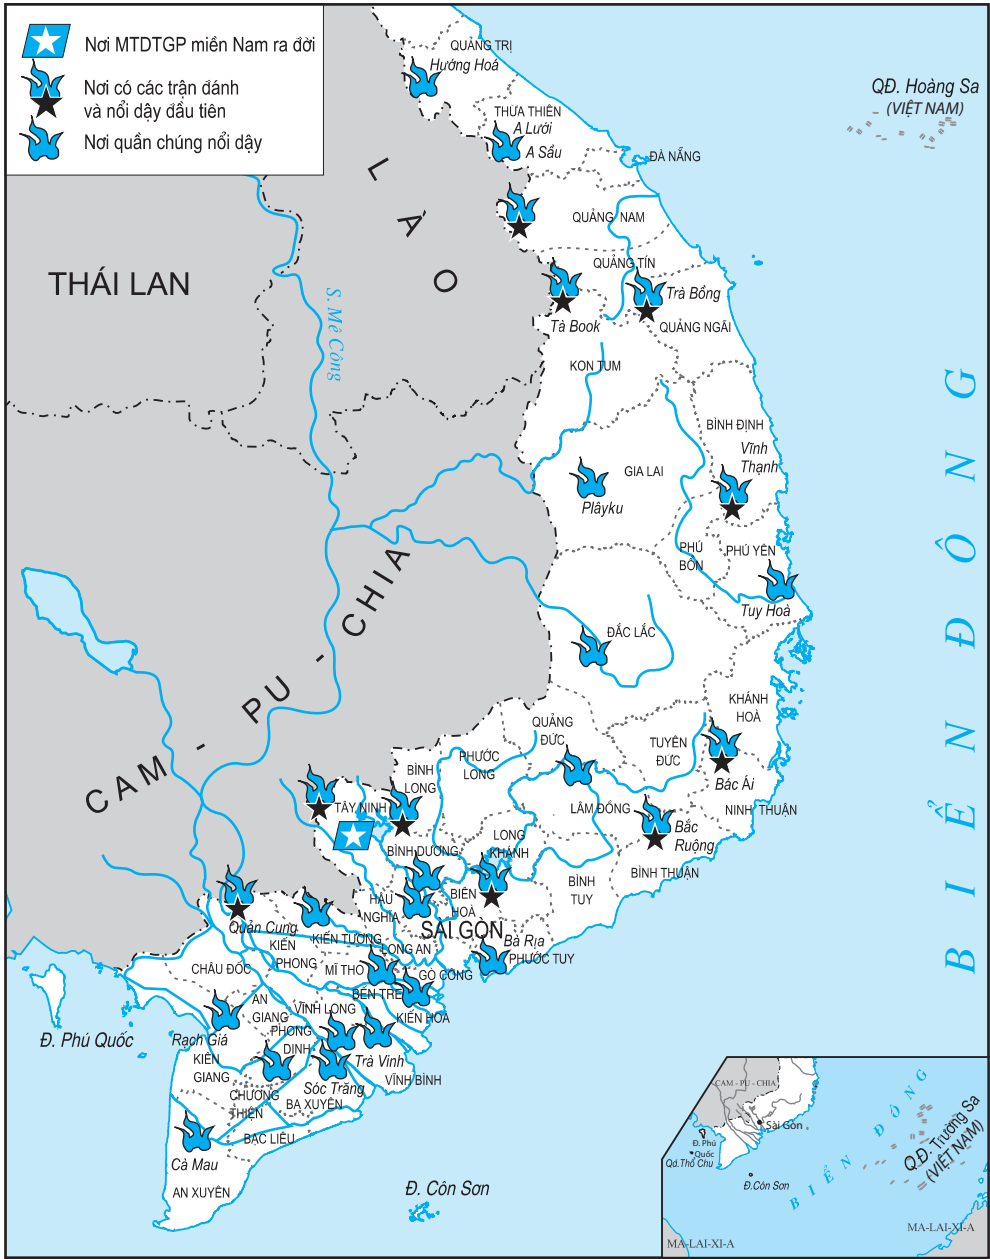 Nơi MTDTGP miền Nam ra đời
Nơi có các trận đánh
và nổi dậy đầu tiên
Nơi quần chúng nổi dậy
QUẢNG TRỊ
Hướng Hoá
THỪA THIÊN
A Lưới
A Sầu
ĐÀ NẴNG
QĐ. Hoàng Sa
(VIỆT NAM)
LÀO
THÁI LAN
S. Mê Công
QUẢNG NAM
QUẢNG TÍN
Trà Bồng
Tà Book
QUẢNG NGÃI
KON TUM
BÌNH ĐỊNH
Vĩnh
Thạnh
GIA LAI
Plâyku
PHÚ
BỔN
PHÚ YÊN
Tuy Hoà
CAM - PU - CHIA
BIỂN ĐÔNG
ĐẮC LẮC
KHÁNH
HOÀ
QUẢNG
ĐỨC
TUYÊN
ĐỨC
PHƯỚC
LONG
BÌNH
LONG
Bác Ái
TÂY NINH
LÂM ĐỒNG
NINH THUẬN
Bắc
Ruộng
LONG
KHÁNH
BÌNH DƯƠNG
BÌNH THUẬN
BÌNH
TUY
HẬU
NGHĨA
BIÊN
HOÀ
SÀI GÒN
Quản Cung
KIẾN TƯỜNG
LONG AN
Bà Rịa
PHƯỚC TUY
KIẾN
PHONG
CHÂU ĐỐC
MĨ THO
GÒ CÔNG
BẾN TRE
AN
GIANG
VĨNH LONG
KIẾN HOÀ
PHONG
DINH
Đ. Phú Quốc
Rạch Giá
KIÊN
GIANG
Trà Vinh
VĨNH BÌNH
Sóc Trăng
CHƯƠNG
THIỆN
BA XUYÊN
BẠC LIÊU
Cà Mau
AN XUYÊN
Đ. Côn Sơn
CAM - PU - CHIA
Sài Gòn
Đ. Phú
Quốc
Qđ.Thổ Chu
Đ.Côn Sơn
BIỂN ĐÔNG
QĐ. Trường Sa
(VIỆT NAM)
MA-LAI-XI-A
MA-LAI-XI-A